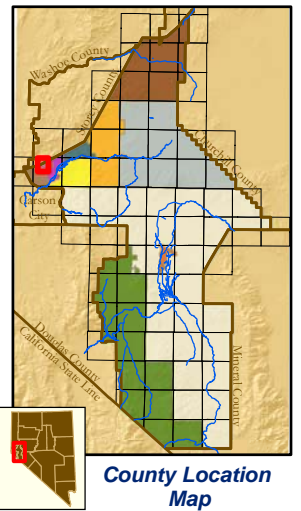 Washoe County
Storey County
Churchill County
Carson
City
Douglas County
California State Line
Mineral County
County Location
Map